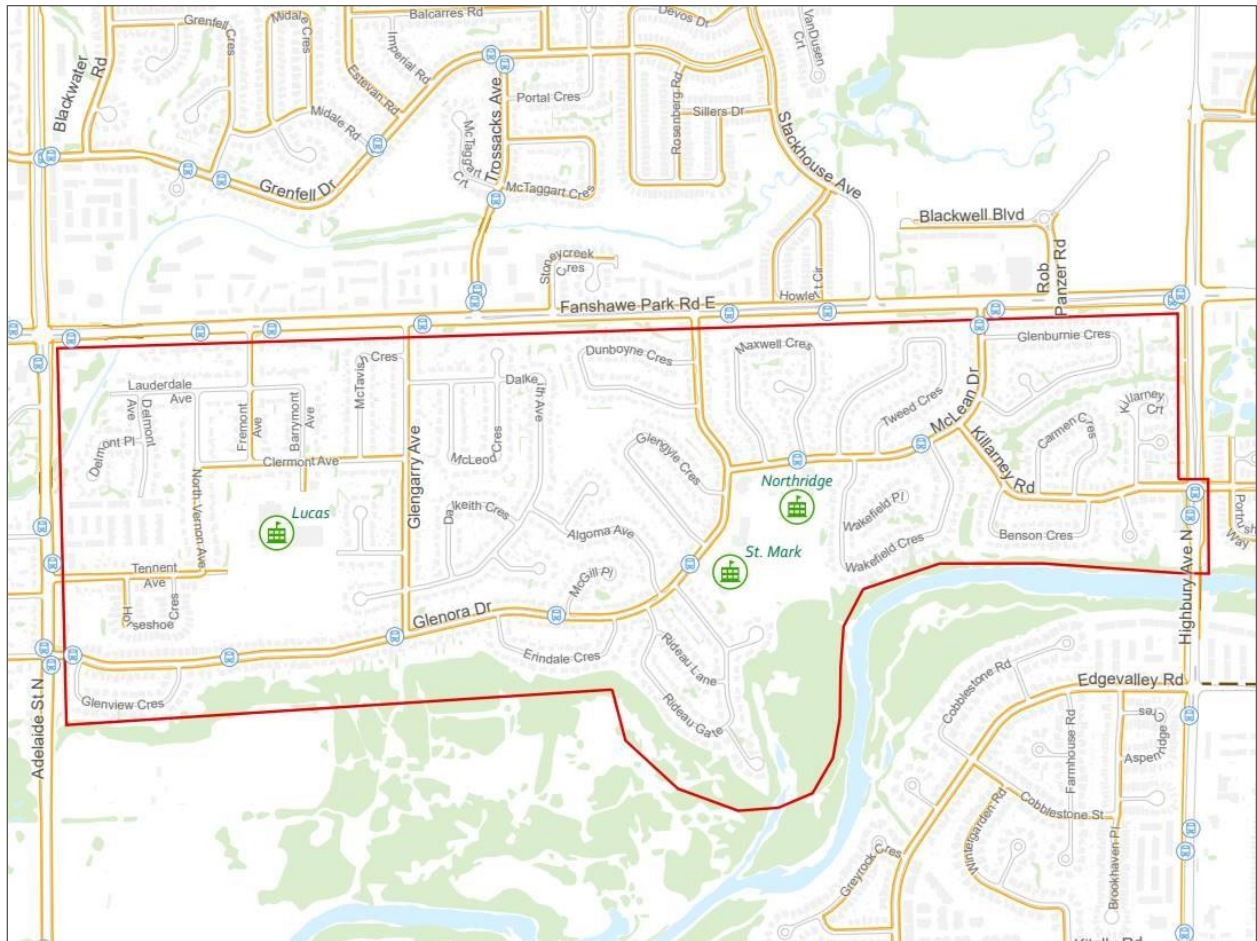 Balcarres Rd
Devos Dr
VanDusen
Crt
Grenfell
Cres
Midale
Cres
Imperial Rd
Blackwater
Rd
Estevan Rd
Trossacks Ave
Portal Cres
Rosenberg Rd
Sillers Dr
Midale Rd
McTaggart
Crt
Stackhouse Ave
Grenfell Dr
McTaggart Cres
Blackwell Blvd
Stoneycreek
Cres
Rob
Panzer Rd
Fanshawe Park Rd E
Glenburnie Cres
Dunboyne Cres
Maxwell Cres
McTavish Cres
Lauderdale
Ave
Dalkeith Ave
Tweed Cres
McLean Dr
Killarney
Crt
Delmont
Ave
Fremont
Ave
Barrymont
Ave
Carmen Cres
Delmont Pl
Glengarry Ave
McLeod Cres
Glengyle Cres
Killarney Rd
Clermont Ave
North Vernon Ave
Northridge
Lucas
Dalkeith Cres
Wakefield Pl
Algoma Ave
Benson Cres
Portrush
Way
St. Mark
Wakefield Cres
Tennent
Ave
McGill Pl
Horseshoe
Cres
Glenora Dr
Highbury Ave N
Erindale Cres
Rideau Lane
Cobblestone Rd
Edgevalley Rd
Glenview Cres
Rideau Gate
Adelaide St N
Farmhouse Rd
Aspenridge
Cres
Cobblestone St
Wintergarden Rd
Greyrock Cres
Brookhaven Pl